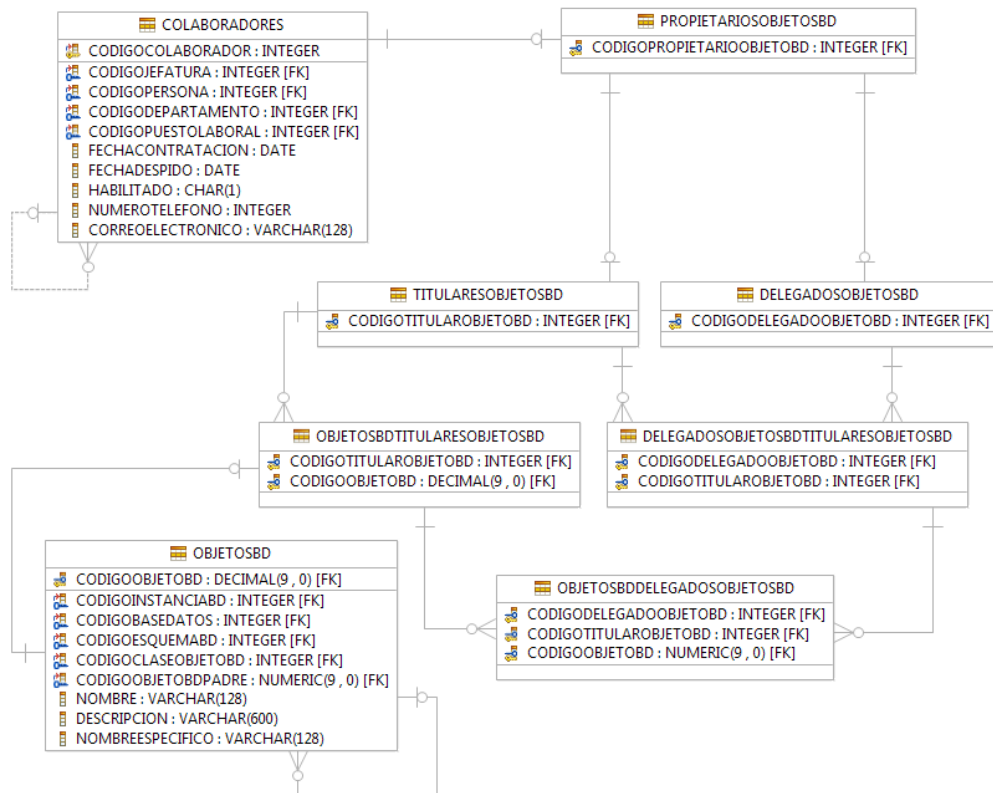 COLABORADORES
CODIGOCOLABORADOR : INTEGER
CODIGOJEFATURA : INTEGER [FK]
CODIGOPERSONA : INTEGER [FK]
CODIGODEPARTAMENTO : INTEGER [FK]
CODIGOPUESTOLABORAL : INTEGER [FK]
FECHACONTRATACION : DATE
FECHADESPIDO : DATE
HABILITADO : CHAR(1)
NUMEROTELEFONO : INTEGER
CORREOELECTRONICO : VARCHAR(128)
PROPIETARIOSOBJETOSBD
CODIGOPROPIETARIOOBJETOBD : INTEGER [FK]
TITULARESOBJETOSBD
CODIGOTITULAROBJETOBD : INTEGER [FK]
DELEGADOSOBJETOSBD
CODIGODELEGADOOBJETOBD : INTEGER [FK]
OBJETOSBDTITULARESOBJETOSBD
CODIGOTITULAROBJETOBD : INTEGER [FK]
CODIGOOBJETOBD : DECIMAL(9 , 0) [FK]
DELEGADOSOBJETOSBDTITULARESOBJETOSBD
CODIGODELEGADOOBJETOBD : INTEGER [FK]
CODIGOTITULAROBJETOBD : INTEGER [FK]
OBJETOSBD
CODIGOOBJETOBD : DECIMAL(9 , 0) [FK]
CODIGOINSTANCIABD : INTEGER [FK]
CODIGOBASEDATOS : INTEGER [FK]
CODIGOESQUEMABD : INTEGER [FK]
CODIGOCLASEOBJETOBD : INTEGER [FK]
CODIGOOBJETOBDPADRE : NUMERIC(9 , 0) [FK]
NOMBRE : VARCHAR(128)
DESCRIPCION : VARCHAR(600)
NOMBREESPECIFICO : VARCHAR(128)
OBJETOSBDDELEGADOSOBJETOSBD
CODIGODELEGADOOBJETOBD : INTEGER [FK]
CODIGOTITULAROBJETOBD : INTEGER [FK]
CODIGOOBJETOBD : NUMERIC(9 , 0) [FK]